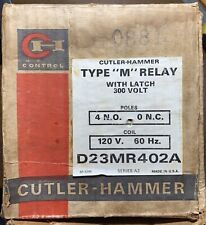 CUTLER-HAMMER
TYPE "M" RELAY
WITH LATCH
300 VOLT
CONTROL
POLES
4 N.O. - 0 N.C.
COIL
120 V. 60 Hz.
D23MR402A
SERIES A2
MADE IN U.S.A.
CUTLER-HAMMER